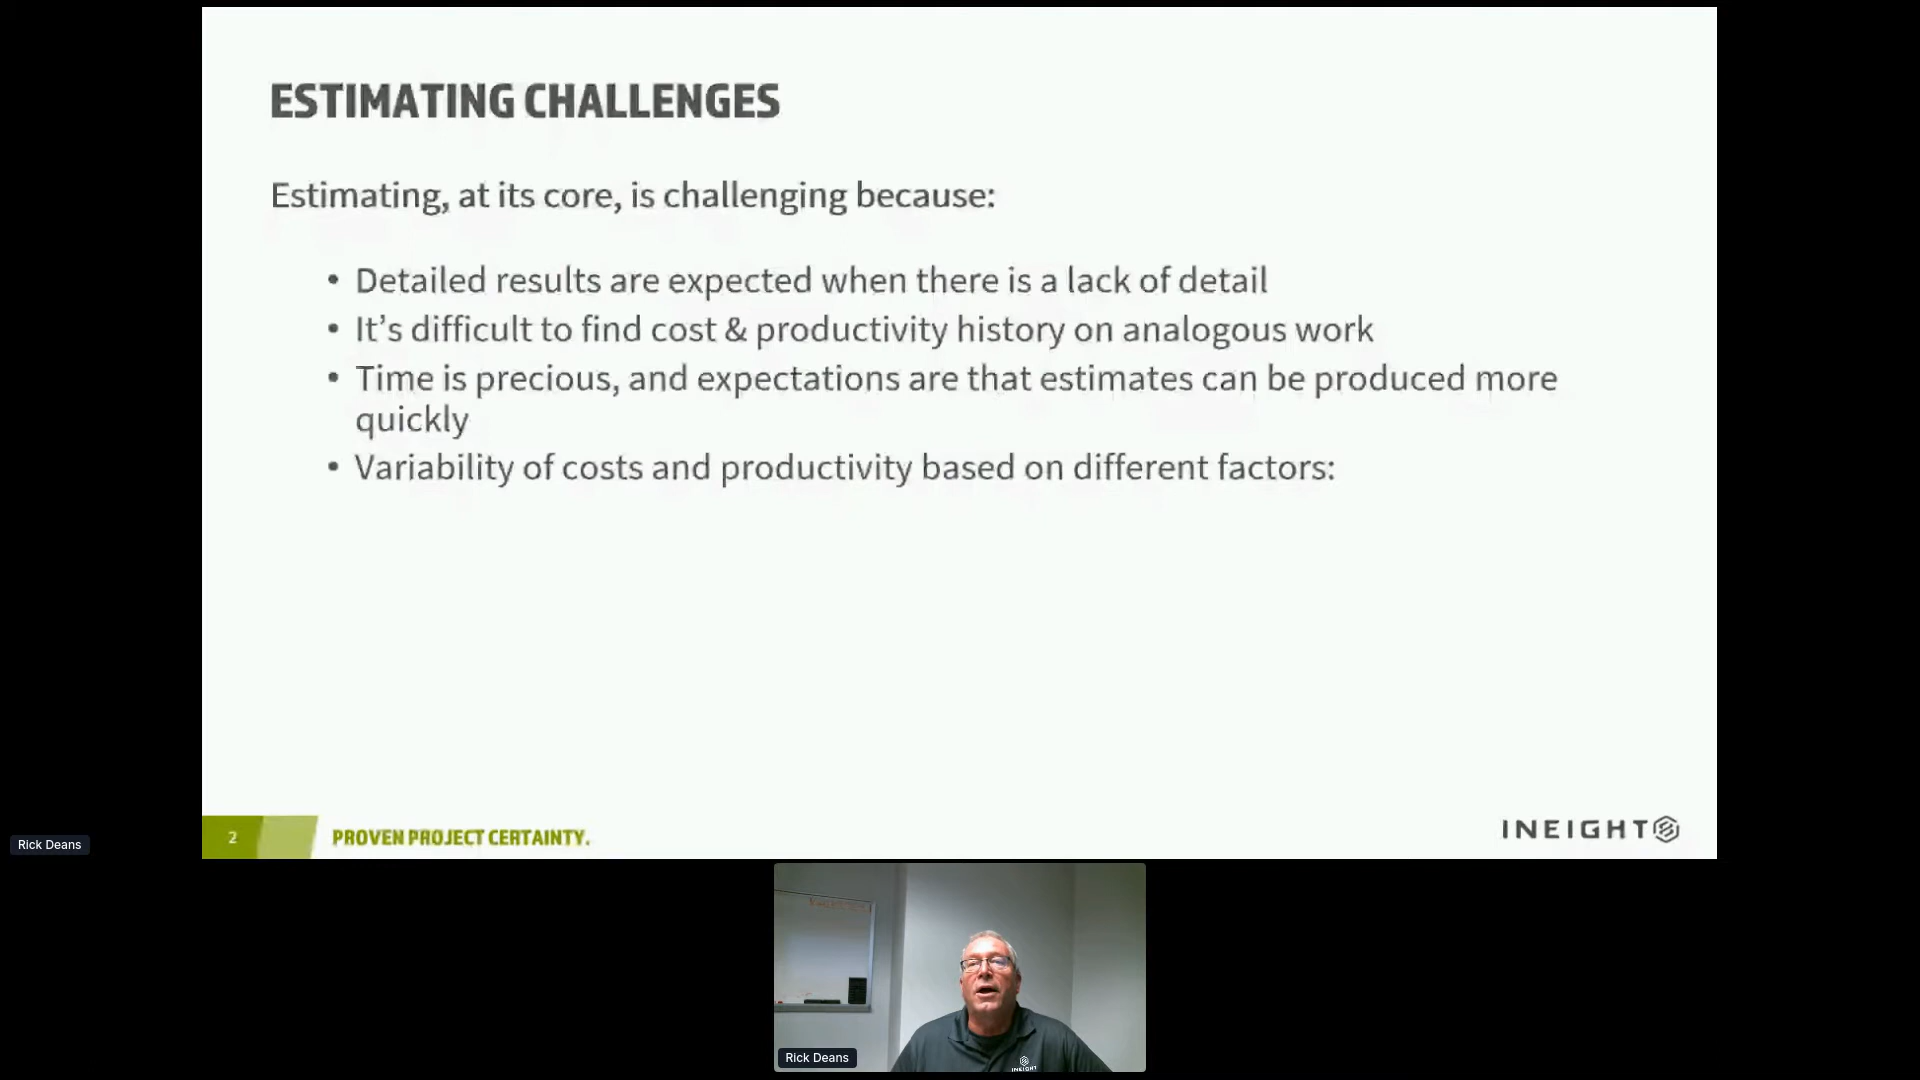 ESTIMATING CHALLENGES
Estimating, at its core, is challenging because:
• Detailed results are expected when there is a lack of detail
• It’s difficult to find cost & productivity history on analogous work
• Time is precious, and expectations are that estimates can be produced more
quickly
• Variability of costs and productivity based on different factors:
2
PROVEN PROJECT CERTAINTY.
INEIGHT
Rick Deans
INEIGHT
Rick Deans